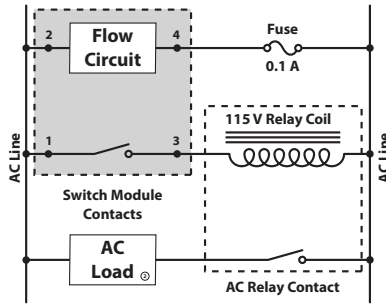 2
Flow
Circuit
4
Fuse
0.1 A
115 V Relay Coil
AC Line
1
3
AC Line
Switch Module
Contacts
AC
Load ②
AC Relay Contact